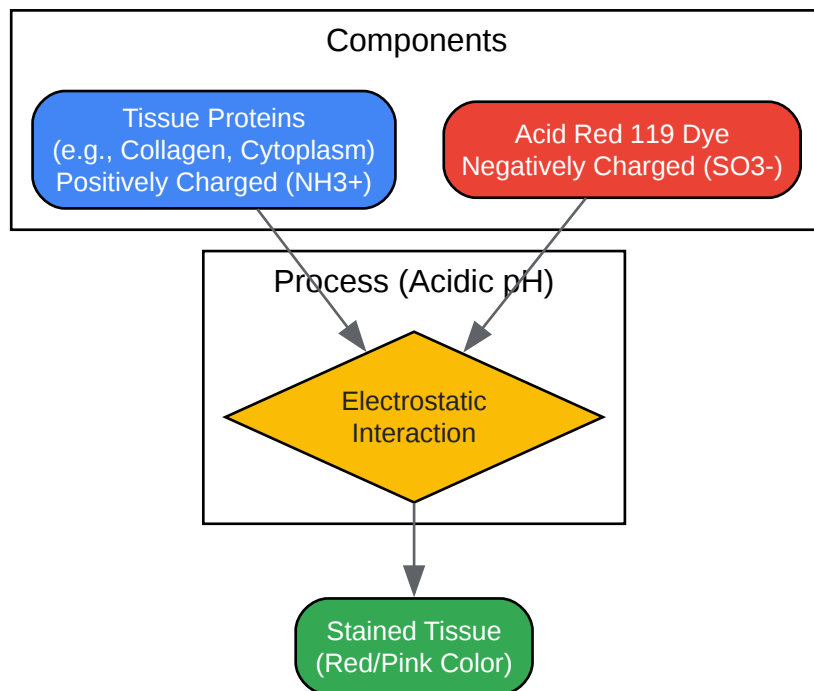 Components
Tissue Proteins
(e.g., Collagen, Cytoplasm)
Positively Charged (NH3+)
Acid Red 119 Dye
Negatively Charged (SO3-)
Process (Acidic pH)
Electrostatic
Interaction
Stained Tissue
(Red/Pink Color)